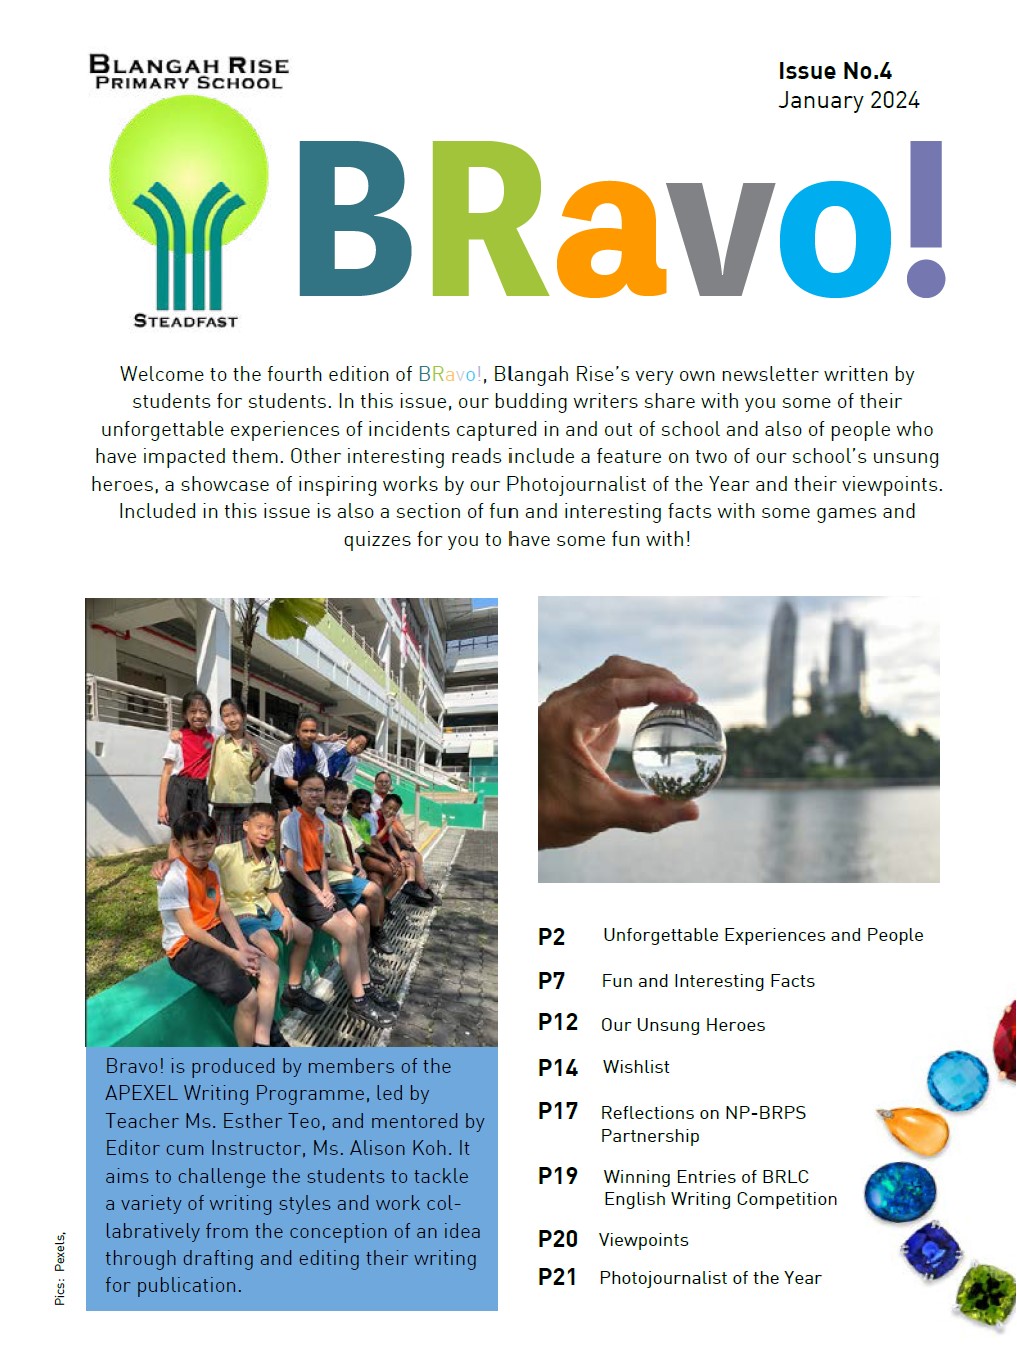 BLANGAH RISE
PRIMARY SCHOOL
STEADFAST
Issue No.4
January 2024
BRavo!
Welcome to the fourth edition of BRavo!, Blangah Rise's very own newsletter written by
students for students. In this issue, our budding writers share with you some of their
unforgettable experiences of incidents captured in and out of school and also of people who
have impacted them. Other interesting reads include a feature on two of our school's unsung
heroes, a showcase of inspiring works by our Photojournalist of the Year and their viewpoints.
Included in this issue is also a section of fun and interesting facts with some games and
quizzes for you to have some fun with!
Bravo! is produced by members of the
APEXEL Writing Programme, led by
Teacher Ms. Esther Teo, and mentored by
Editor cum Instructor, Ms. Alison Koh. It
aims to challenge the students to tackle
a variety of writing styles and work col-
labratively from the conception of an idea
through drafting and editing their writing
for publication.
Pics: Pexels,
P2 Unforgettable Experiences and People
P7 Fun and Interesting Facts
P12 Our Unsung Heroes
P14 Wishlist
P17 Reflections on NP-BRPS
Partnership
P19 Winning Entries of BRLC
English Writing Competition
P20 Viewpoints
P21 Photojournalist of the Year